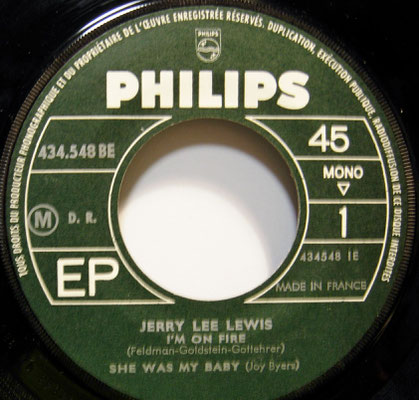 TOUS DROITS DU PRODUCTEUR PHONOGRAPHIQUE ET DU PROPRIÉTAIRE DE L'ŒUVRE ENREGISTRÉE RÉSERVÉS. DUPLICATION, EXÉCUTION PUBLIQUE, RADIODIFFUSION DE CE DISQUE INTERDITES
PHILIPS
PHILIPS
434.548 BE
45
MONO
M D. R.
1
434548 1E
EP
MADE IN FRANCE
JERRY LEE LEWIS
I'M ON FIRE
(Feldman-Goldstein-Gottehrer)
SHE WAS MY BABY (Joy Byers)